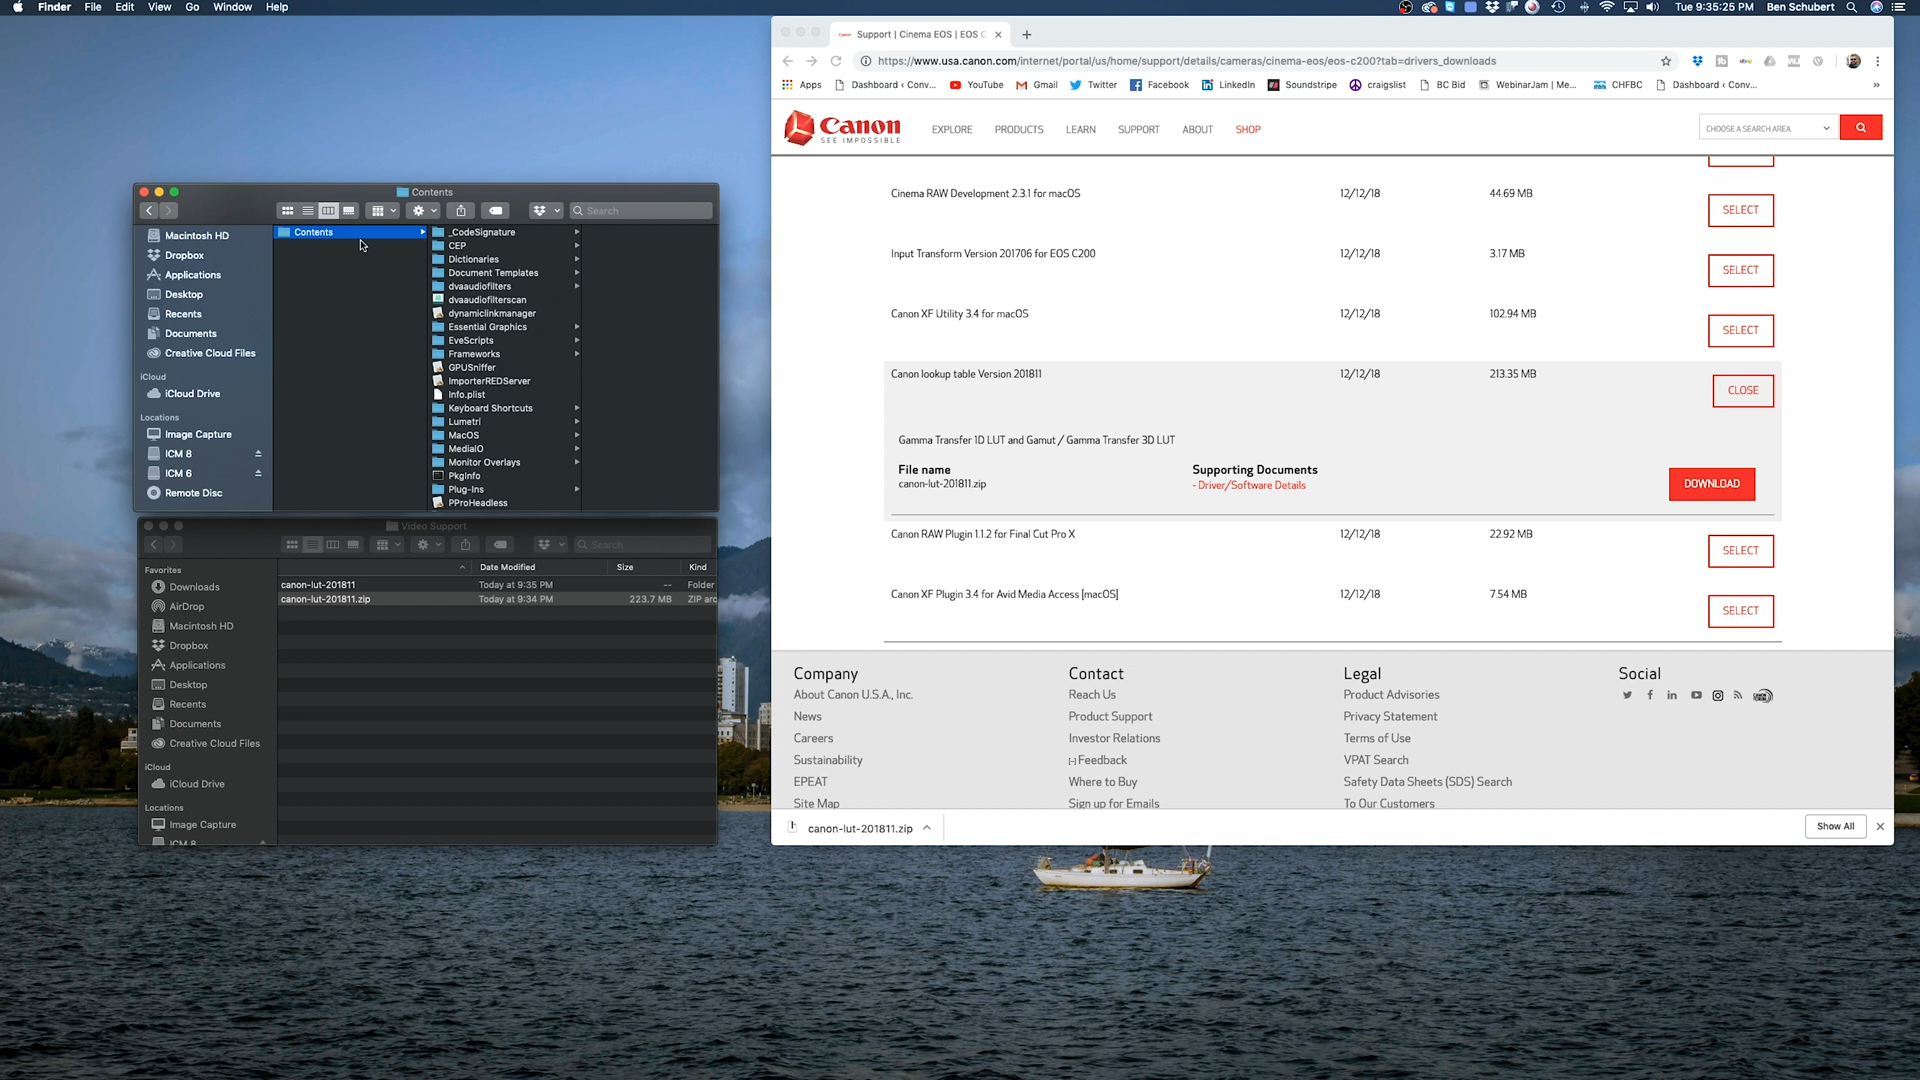 Finder File Edit View Go Window Help
Tue 9:35:25 PM Ben Schubert
Contents
Search
Macintosh HD
Dropbox
Applications
Desktop
Recents
Documents
Creative Cloud Files
iCloud
iCloud Drive
Locations
Image Capture
ICM 8
ICM 6
Remote Disc
Contents
_CodeSignature
CEP
Dictionaries
Document Templates
dvaaudiofilters
dvaaudiofilterscan
dynamiclinkmanager
Essential Graphics
EveScripts
Frameworks
GPUSniffer
ImporterREDServer
Info.plist
Keyboard Shortcuts
Lumetri
MacOS
MediaIO
Monitor Overlays
PkgInfo
Plug-Ins
PProHeadless
Video Support
Search
Favorites
Downloads
AirDrop
Macintosh HD
Dropbox
Applications
Desktop
Recents
Documents
Creative Cloud Files
iCloud
iCloud Drive
Locations
Image Capture
ICM 8
Date Modified Size Kind
canon-lut-201811 Today at 9:35 PM -- Folder
canon-lut-201811.zip Today at 9:34 PM 223.7 MB ZIP arc
Support | Cinema EOS | EOS C
https://www.usa.canon.com/internet/portal/us/home/support/details/cameras/cinema-eos/eos-c200?tab=drivers_downloads
Apps Dashboard ‹ Conv... YouTube Gmail Twitter Facebook LinkedIn Soundstripe craigslist BC Bid WebinarJam | Me... CHFBC Dashboard ‹ Conv... »
Canon
SEE IMPOSSIBLE
EXPLORE PRODUCTS LEARN SUPPORT ABOUT SHOP
CHOOSE A SEARCH AREA
Cinema RAW Development 2.3.1 for macOS 12/12/18 44.69 MB SELECT
Input Transform Version 201706 for EOS C200 12/12/18 3.17 MB SELECT
Canon XF Utility 3.4 for macOS 12/12/18 102.94 MB SELECT
Canon lookup table Version 201811 12/12/18 213.35 MB CLOSE
Gamma Transfer 1D LUT and Gamut / Gamma Transfer 3D LUT
File name Supporting Documents
canon-lut-201811.zip - Driver/Software Details DOWNLOAD
Canon RAW Plugin 1.1.2 for Final Cut Pro X 12/12/18 22.92 MB SELECT
Canon XF Plugin 3.4 for Avid Media Access [macOS] 12/12/18 7.54 MB SELECT
Company Contact Legal Social
About Canon U.S.A., Inc. Reach Us Product Advisories
News Product Support Privacy Statement
Careers Investor Relations Terms of Use
Sustainability [-] Feedback VPAT Search
EPEAT Where to Buy Safety Data Sheets (SDS) Search
Site Map Sign up for Emails To Our Customers
canon-lut-201811.zip Show All